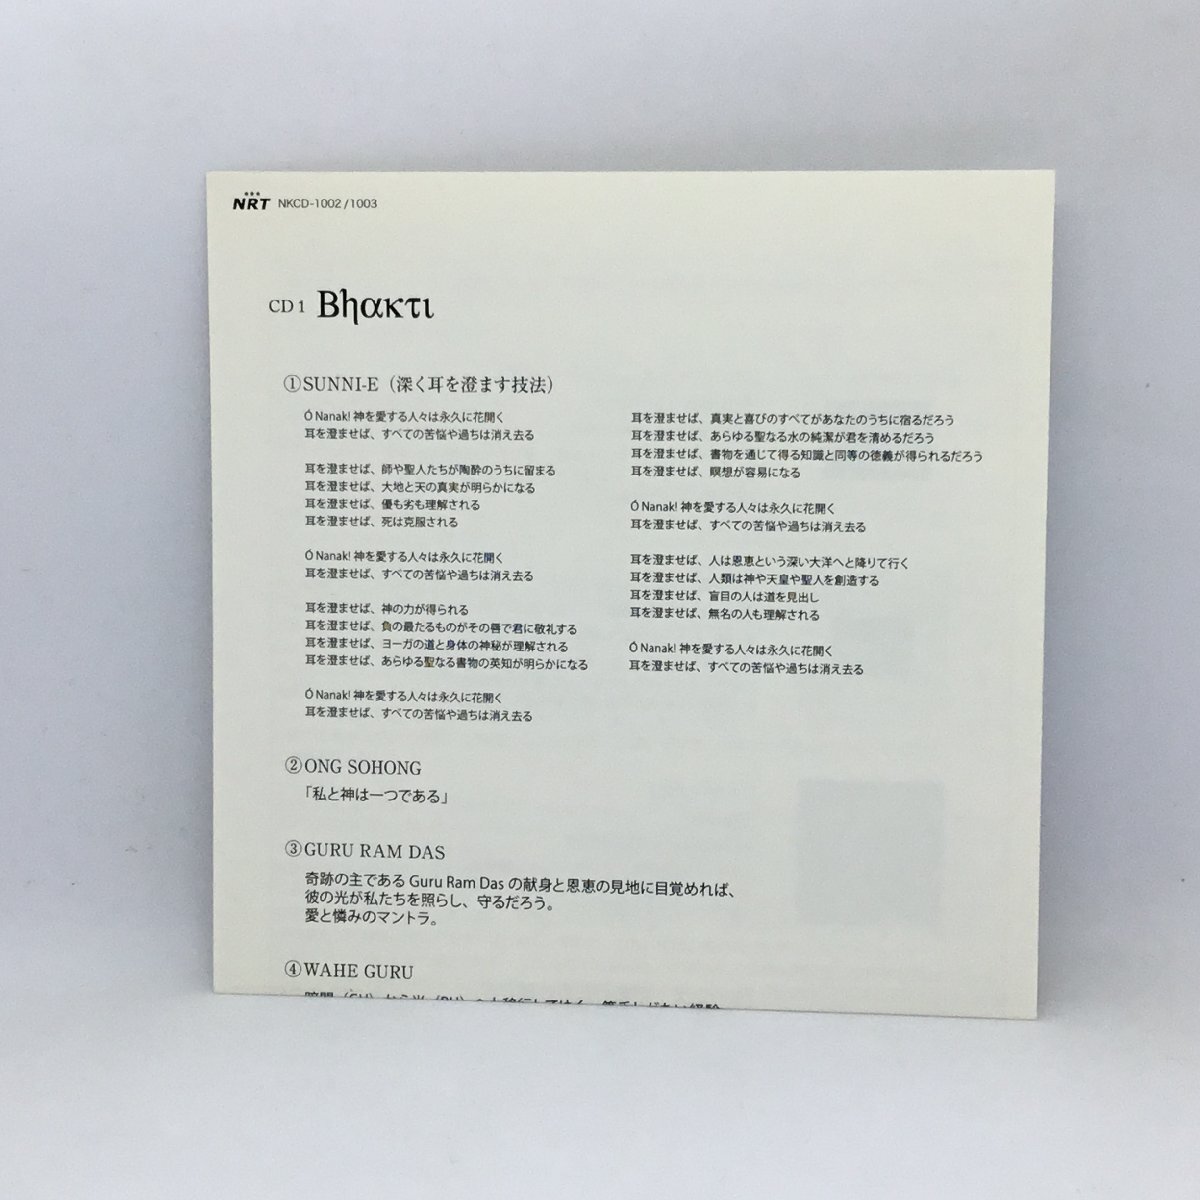 NRT NKCD-1002/1003
CD1 Bhακτι
①SUNNI-E（深く耳を澄ます技法）
Ó Nanak! 神を愛する人々は永久に花開く
耳を澄ませば、すべての苦悩や過ちは消え去る
耳を澄ませば、師や聖人たちが陶酔のうちに留まる
耳を澄ませば、大地と天の真実が明らかになる
耳を澄ませば、優も劣も理解される
耳を澄ませば、死は克服される
Ó Nanak! 神を愛する人々は永久に花開く
耳を澄ませば、すべての苦悩や過ちは消え去る
耳を澄ませば、神の力が得られる
耳を澄ませば、負の最たるものがその唇で君に敬礼する
耳を澄ませば、ヨーガの道と身体の神秘が理解される
耳を澄ませば、あらゆる聖なる書物の英知が明らかになる
Ó Nanak! 神を愛する人々は永久に花開く
耳を澄ませば、すべての苦悩や過ちは消え去る
耳を澄ませば、真実と喜びのすべてがあなたのうちに宿るだろう
耳を澄ませば、あらゆる聖なる水の純潔が君を清めるだろう
耳を澄ませば、書物を通じて得る知識と同等の徳義が得られるだろう
耳を澄ませば、瞑想が容易になる
Ó Nanak! 神を愛する人々は永久に花開く
耳を澄ませば、すべての苦悩や過ちは消え去る
耳を澄ませば、人は恩恵という深い大洋へと降りて行く
耳を澄ませば、人類は神や天皇や聖人を創造する
耳を澄ませば、盲目の人は道を見出し
耳を澄ませば、無名の人も理解される
Ó Nanak! 神を愛する人々は永久に花開く
耳を澄ませば、すべての苦悩や過ちは消え去る
②ONG SOHONG
「私と神は一つである」
③GURU RAM DAS
奇跡の主である Guru Ram Das の献身と恩恵の見地に目覚めれば、
彼の光が私たちを照らし、守るだろう。
愛と憐みのマントラ。
④WAHE GURU